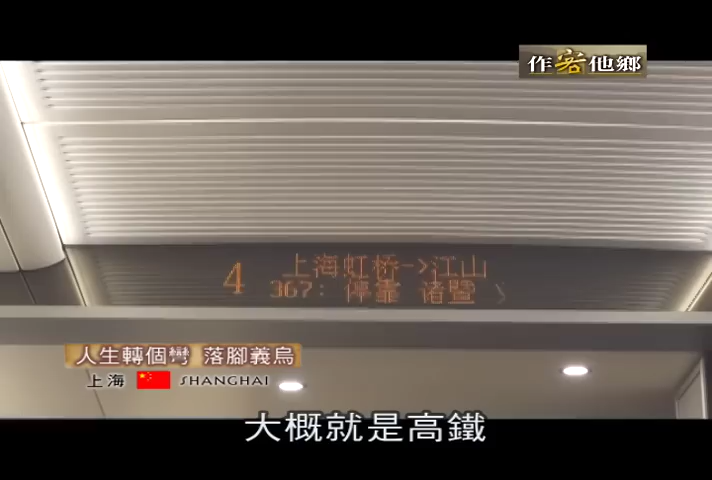 作客他鄉
4 上海虹桥->江山
367: 停靠 诸暨
人生轉個彎 落腳義烏
上海 SHANGHAI
大概就是高鐵